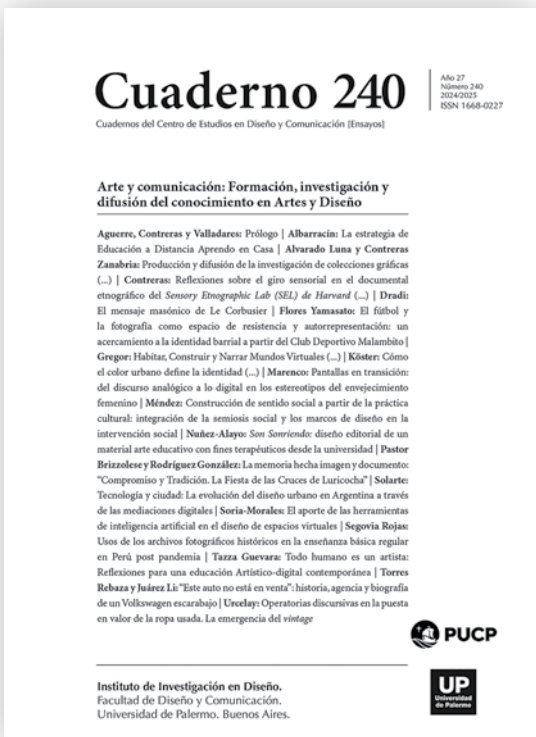 Cuaderno 240
Año 27
Número 240
2024/2025
ISSN 1668-0227
Cuadernos del Centro de Estudios en Diseño y Comunicación [Ensayos]
Arte y comunicación: Formación, investigación y
difusión del conocimiento en Artes y Diseño
Aguerre, Contreras y Valladares: Prólogo | Albarracín: La estrategia de
Educación a Distancia Aprendo en Casa | Alvarado Luna y Contreras
Zanabria: Producción y difusión de la investigación de colecciones gráficas
(...) | Contreras: Reflexiones sobre el giro sensorial en el documental
etnográfico del Sensory Etnographic Lab (SEL) de Harvard (...) | Dradi:
El mensaje masónico de Le Corbusier | Flores Yamasato: El fútbol y
la fotografía como espacio de resistencia y autorrepresentación: un
acercamiento a la identidad barrial a partir del Club Deportivo Malambito |
Gregor: Habitar, Construir y Narrar Mundos Virtuales (...) | Köster: Cómo
el color urbano define la identidad (...) | Marenco: Pantallas en transición:
del discurso analógico a lo digital en los estereotipos del envejecimiento
femenino | Méndez: Construcción de sentido social a partir de la práctica
cultural: integración de la semiosis social y los marcos de diseño en la
intervención social | Nuñez-Alayo: Son Sonriendo: diseño editorial de un
material arte educativo con fines terapéuticos desde la universidad | Pastor
Brizzolese y Rodríguez González: La memoria hecha imagen y documento:
"Compromiso y Tradición. La Fiesta de las Cruces de Luricocha" | Solarte:
Tecnología y ciudad: La evolución del diseño urbano en Argentina a través
de las mediaciones digitales | Soria-Morales: El aporte de las herramientas
de inteligencia artificial en el diseño de espacios virtuales | Segovia Rojas:
Usos de los archivos fotográficos históricos en la enseñanza básica regular
en Perú post pandemia | Tazza Guevara: Todo humano es un artista:
Reflexiones para una educación Artístico-digital contemporánea | Torres
Rebaza y Juárez Li: "Este auto no está en venta": historia, agencia y biografía
de un Volkswagen escarabajo | Urcelay: Operatorias discursivas en la puesta
en valor de la ropa usada. La emergencia del vintage
PUCP
Instituto de Investigación en Diseño.
Facultad de Diseño y Comunicación.
Universidad de Palermo. Buenos Aires.
UP
Universidad
de Palermo